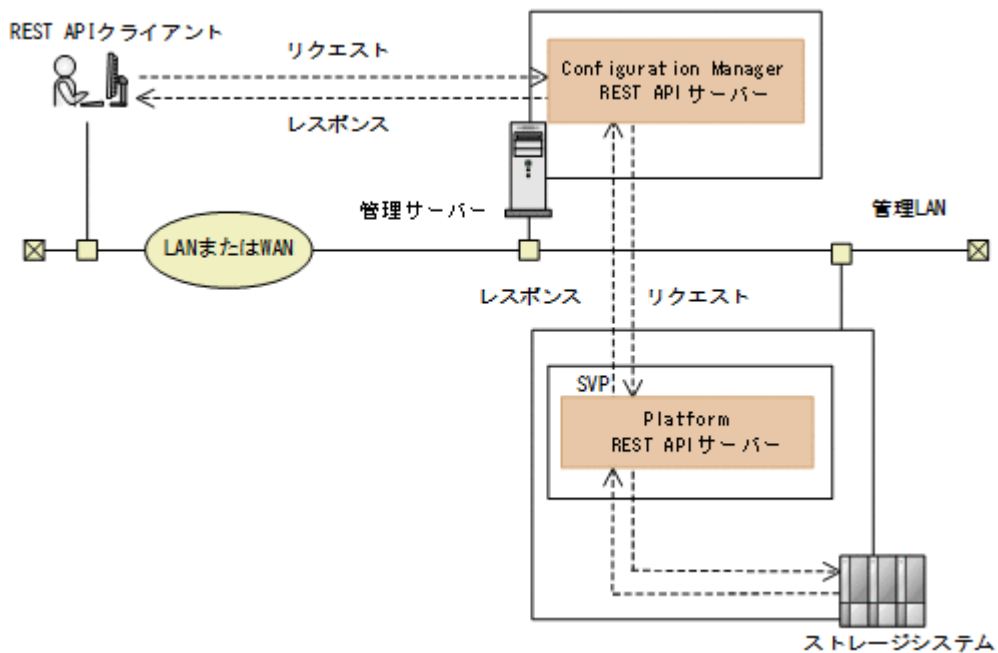 REST APIクライアント
リクエスト
Configuration Manager
REST APIサーバー
レスポンス
管理サーバー
管理LAN
LANまたはWAN
レスポンス
リクエスト
SVP
Platform
REST APIサーバー
ストレージシステム